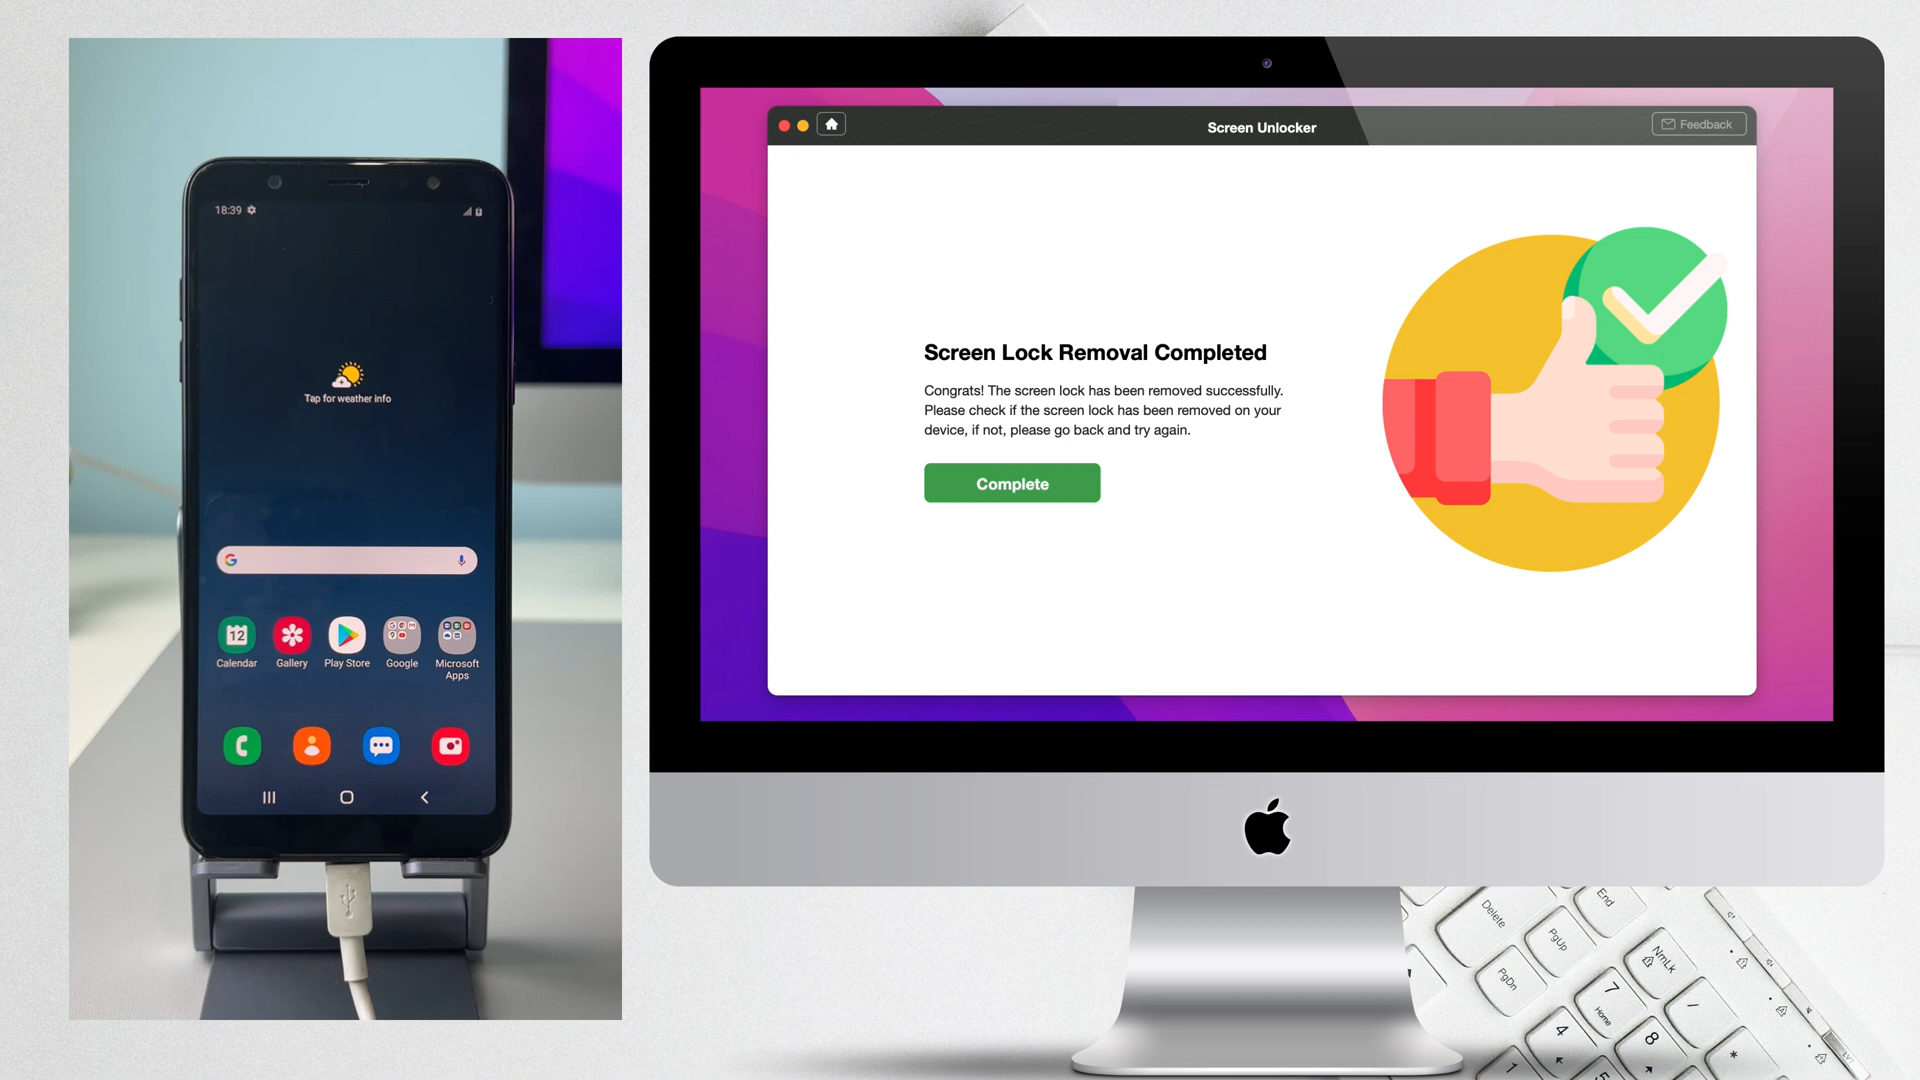 18:39
Tap for weather info
12
Calendar
Gallery
Play Store
Google
Microsoft
Apps
Screen Unlocker
Feedback
Screen Lock Removal Completed
Congrats! The screen lock has been removed successfully.
Please check if the screen lock has been removed on your
device, if not, please go back and try again.
Complete
Delete
End
PgUp
PgDn
NmLk
7
Home
/
4
8
*
1
5